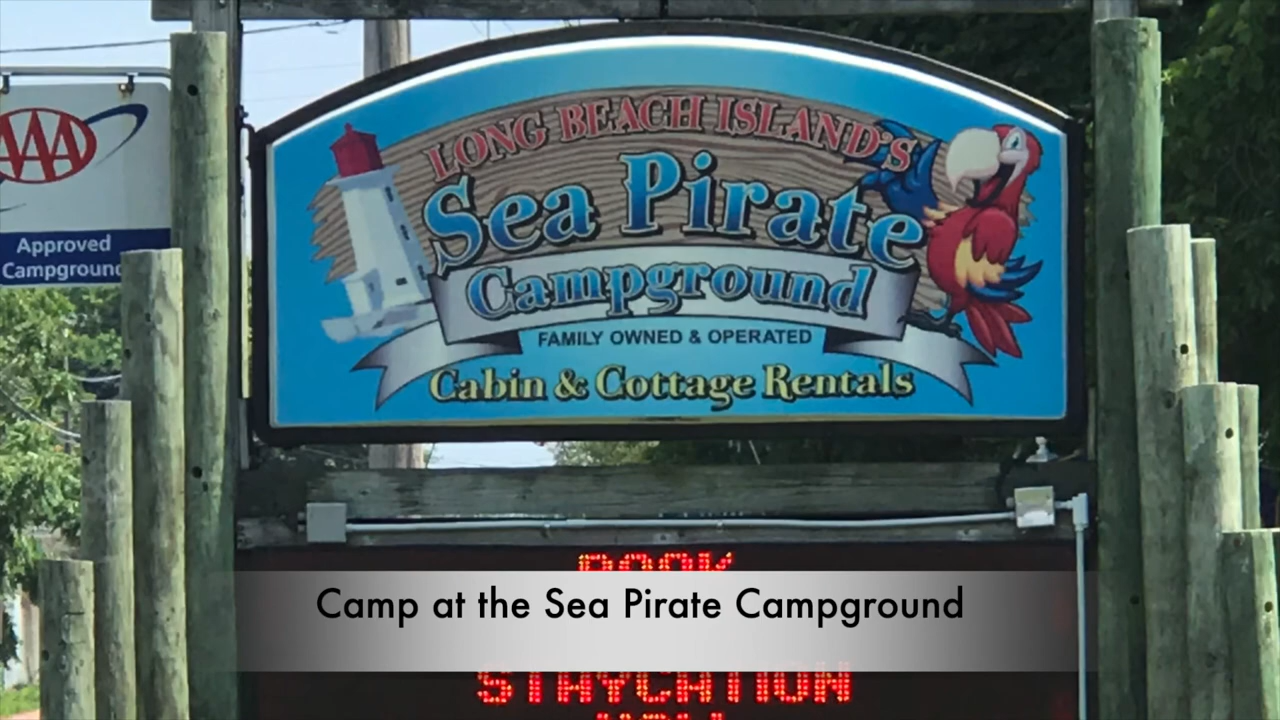 AAA
Approved
Campground
LONG BEACH ISLAND'S
Sea Pirate
Campground
FAMILY OWNED & OPERATED
Cabin & Cottage Rentals
BOOK
Camp at the Sea Pirate Campground
STAYCATION